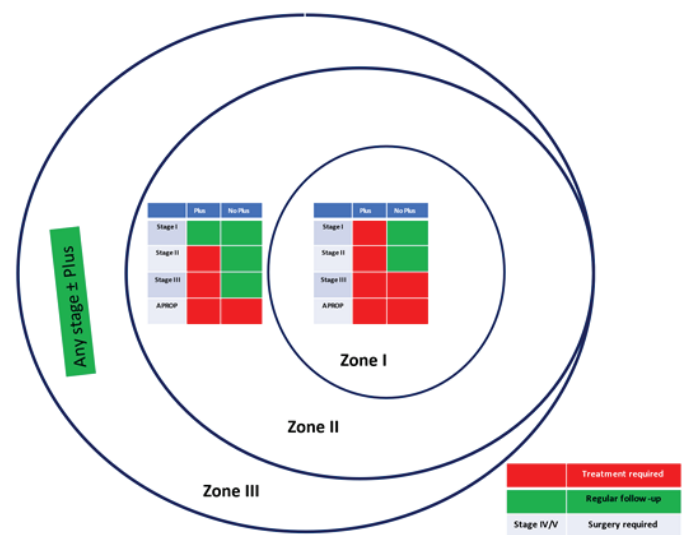 Plus No Plus
Stage I
Stage II
Stage III
APROP
Plus No Plus
Stage I
Stage II
Stage III
APROP
Any stage ± Plus
Zone I
Zone II
Zone III
Treatment required
Regular follow-up
Stage IV/V Surgery required